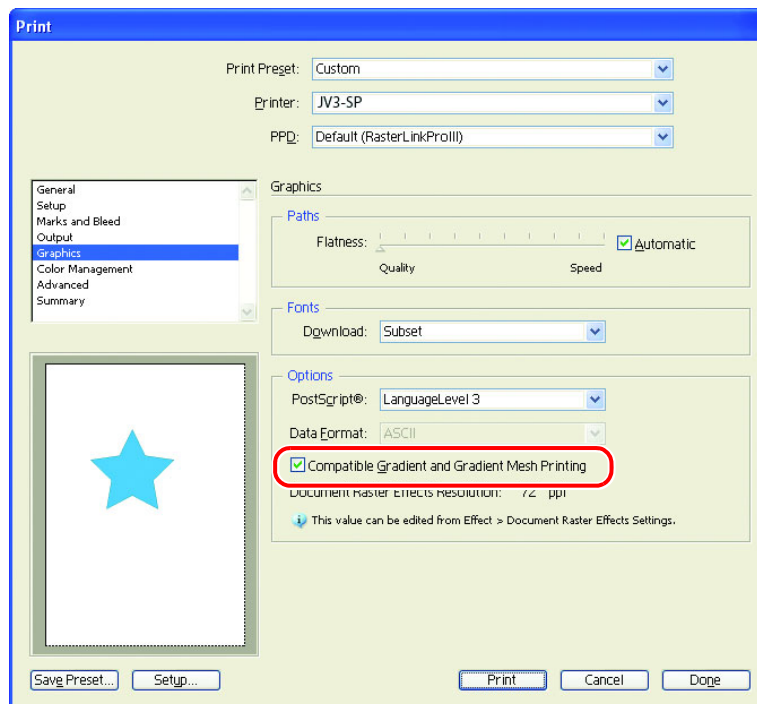 Print
Print Preset: Custom
Printer: JV3-SP
PPD: Default (RasterLinkProIII)
General
Setup
Marks and Bleed
Output
Graphics
Color Management
Advanced
Summary
Graphics
Paths
Flatness:
Automatic
Quality Speed
Fonts
Download: Subset
Options
PostScript®: LanguageLevel 3
Data Format: ASCII
Compatible Gradient and Gradient Mesh Printing
Document Raster Effects Resolution: 72 ppi
This value can be edited from Effect > Document Raster Effects Settings.
Save Preset... Setup... Print Cancel Done